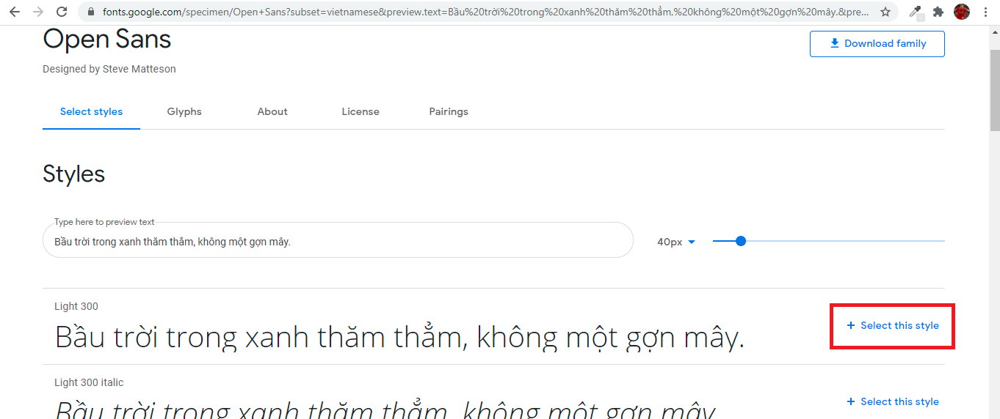 fonts.google.com/specimen/Open+Sans?subset=vietnamese&preview.text=Bầu%20trời%20trong%20xanh%20thăm%20thẳm,%20không%20một%20gợn%20mây.&pre...
Open Sans
Download family
Designed by Steve Matteson
Select styles Glyphs About License Pairings
Styles
Type here to preview text
Bầu trời trong xanh thăm thẳm, không một gợn mây.
40px
Light 300
Bầu trời trong xanh thăm thẳm, không một gợn mây.
+ Select this style
Light 300 italic
Bầu trời trong xanh thăm thẳm, không một gợn mây
+ Select this style